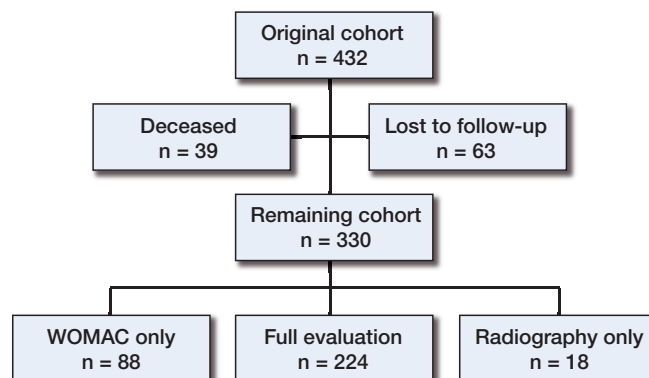 Original cohort
n = 432
Deceased
n = 39
Lost to follow-up
n = 63
Remaining cohort
n = 330
WOMAC only
n = 88
Full evaluation
n = 224
Radiography only
n = 18